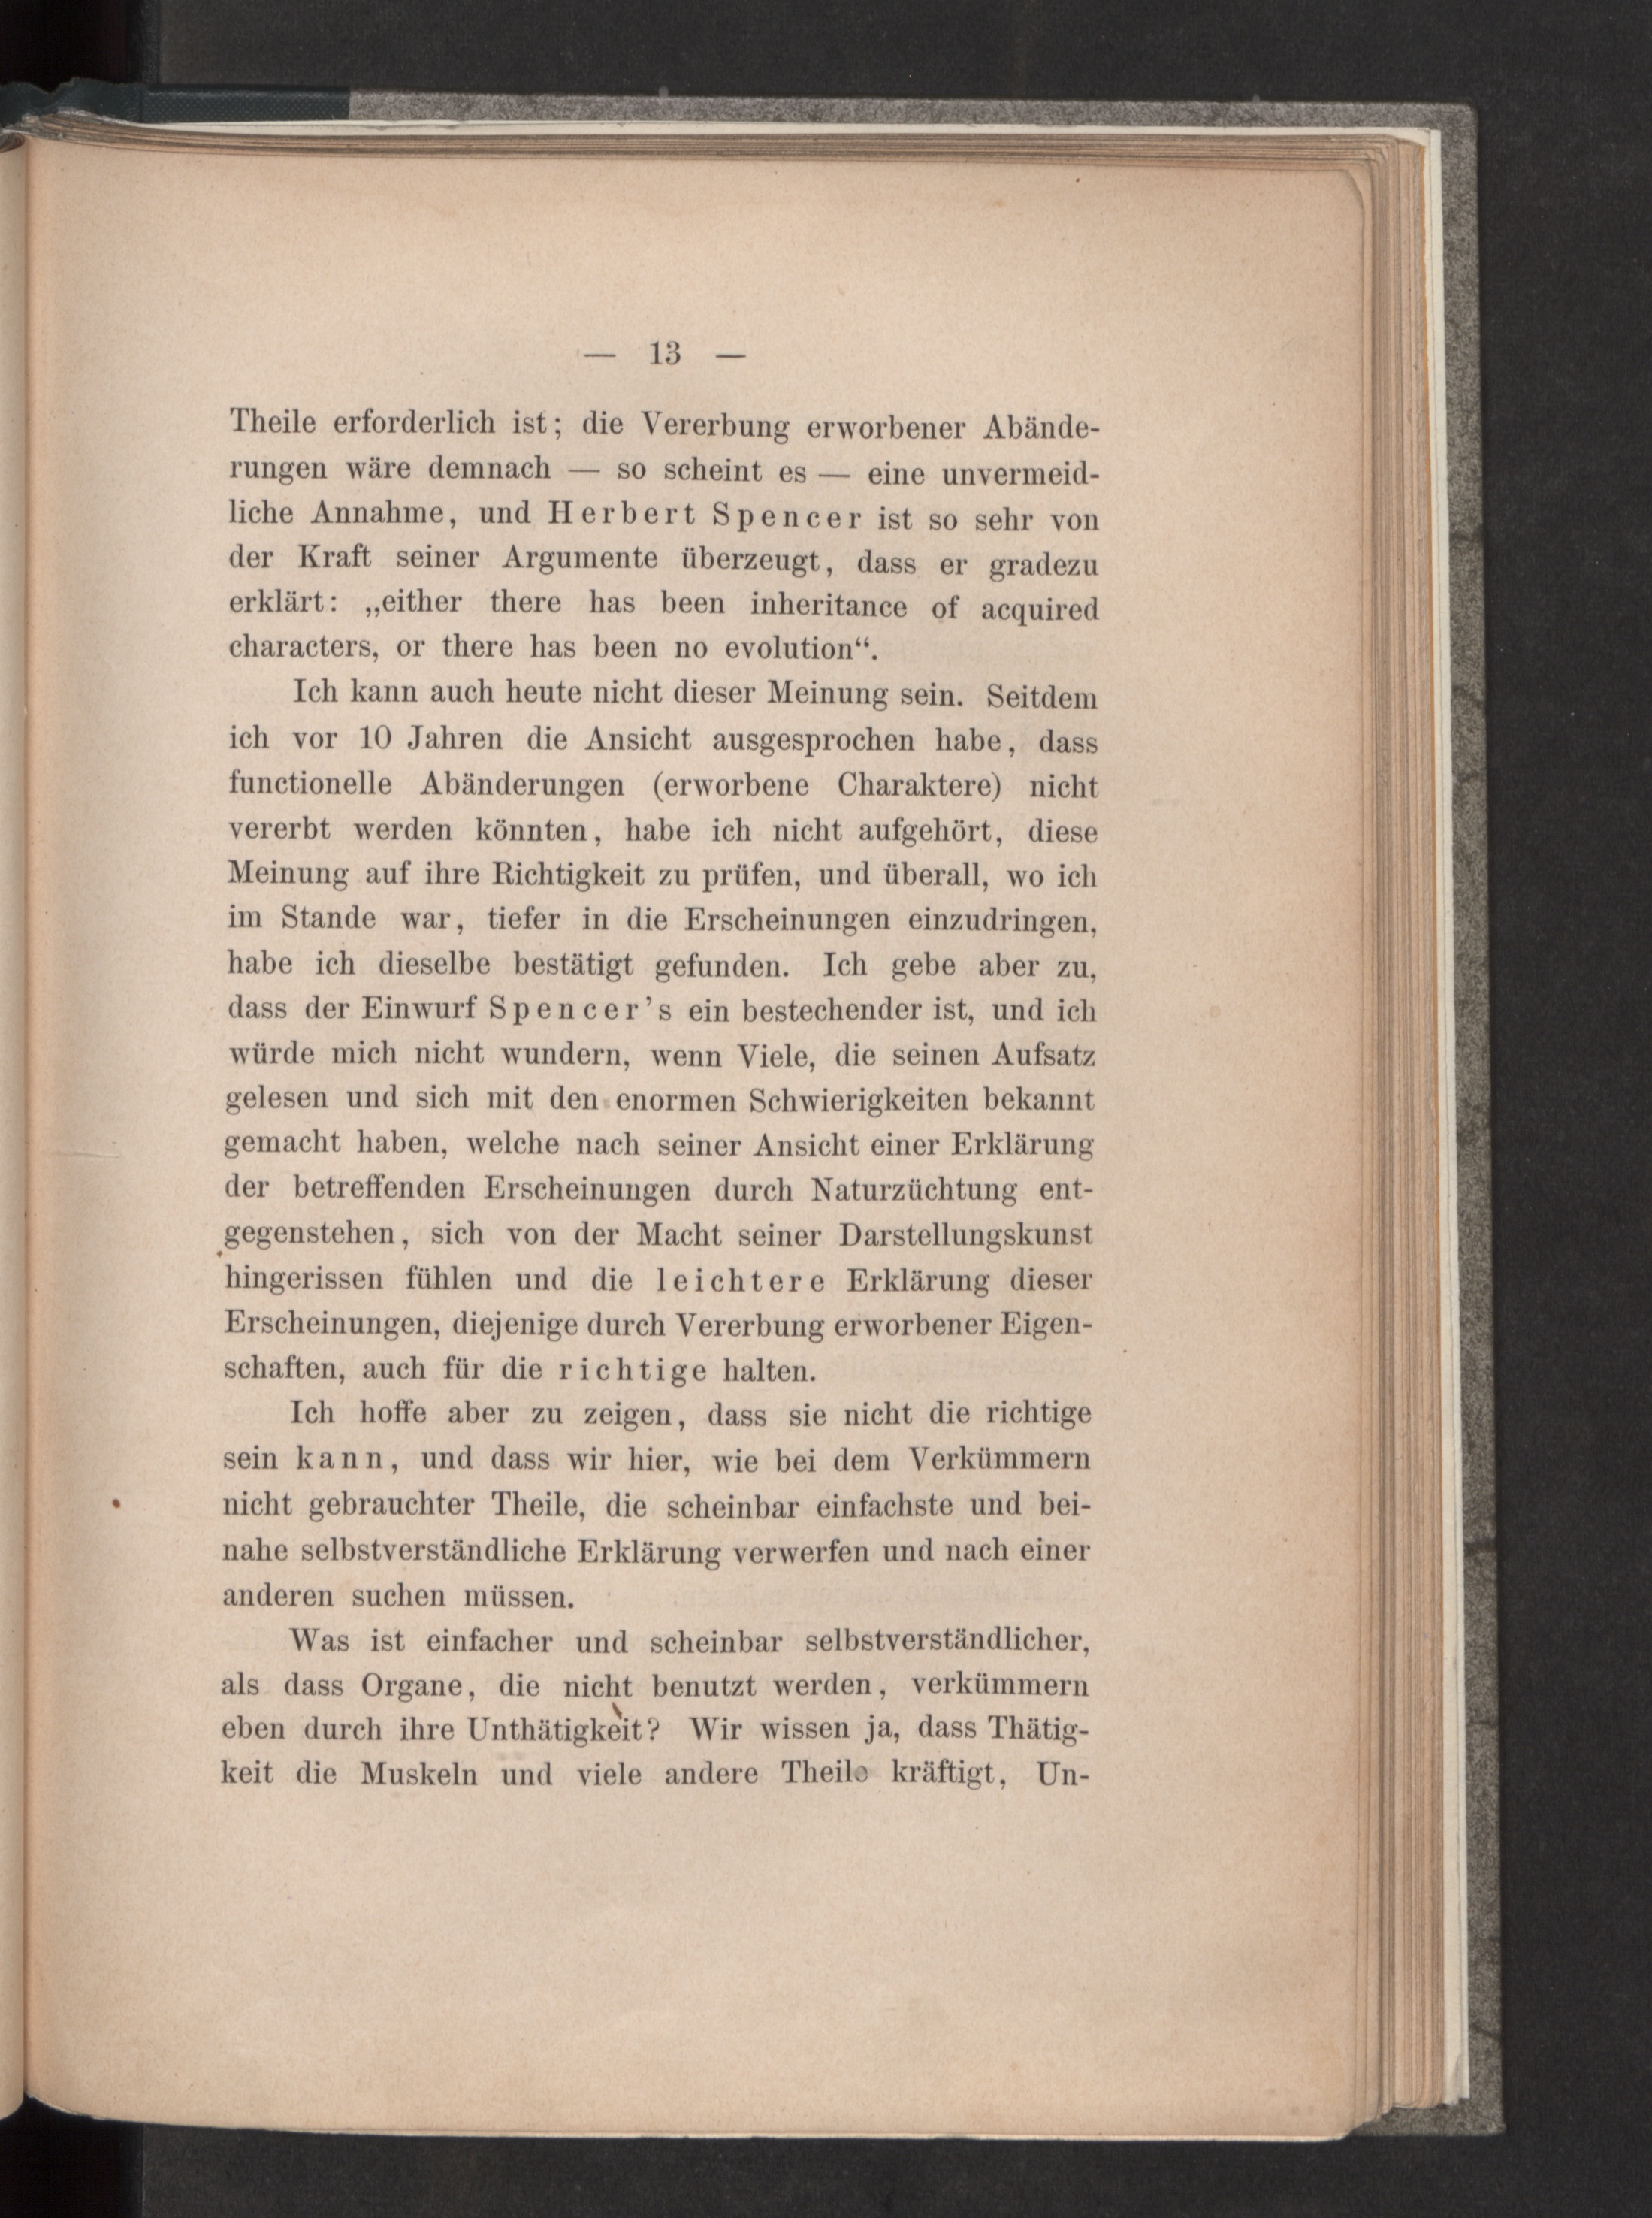 — 13 —
Theile erforderlich ist; die Vererbung erworbener Abände-
rungen wäre demnach — so scheint es — eine unvermeid-
liche Annahme, und Herbert Spencer ist so sehr von
der Kraft seiner Argumente überzeugt, dass er gradezu
erklärt: „either there has been inheritance of acquired
characters, or there has been no evolution“.
Ich kann auch heute nicht dieser Meinung sein. Seitdem
ich vor 10 Jahren die Ansicht ausgesprochen habe, dass
functionelle Abänderungen (erworbene Charaktere) nicht
vererbt werden könnten, habe ich nicht aufgehört, diese
Meinung auf ihre Richtigkeit zu prüfen, und überall, wo ich
im Stande war, tiefer in die Erscheinungen einzudringen,
habe ich dieselbe bestätigt gefunden. Ich gebe aber zu,
dass der Einwurf Spencer's ein bestechender ist, und ich
würde mich nicht wundern, wenn Viele, die seinen Aufsatz
gelesen und sich mit den enormen Schwierigkeiten bekannt
gemacht haben, welche nach seiner Ansicht einer Erklärung
der betreffenden Erscheinungen durch Naturzüchtung ent-
gegenstehen, sich von der Macht seiner Darstellungskunst
hingerissen fühlen und die leichtere Erklärung dieser
Erscheinungen, diejenige durch Vererbung erworbener Eigen-
schaften, auch für die richtige halten.
Ich hoffe aber zu zeigen, dass sie nicht die richtige
sein kann, und dass wir hier, wie bei dem Verkümmern
nicht gebrauchter Theile, die scheinbar einfachste und bei-
nahe selbstverständliche Erklärung verwerfen und nach einer
anderen suchen müssen.
Was ist einfacher und scheinbar selbstverständlicher,
als dass Organe, die nicht benutzt werden, verkümmern
eben durch ihre Unthätigkeit? Wir wissen ja, dass Thätig-
keit die Muskeln und viele andere Theile kräftigt, Un-